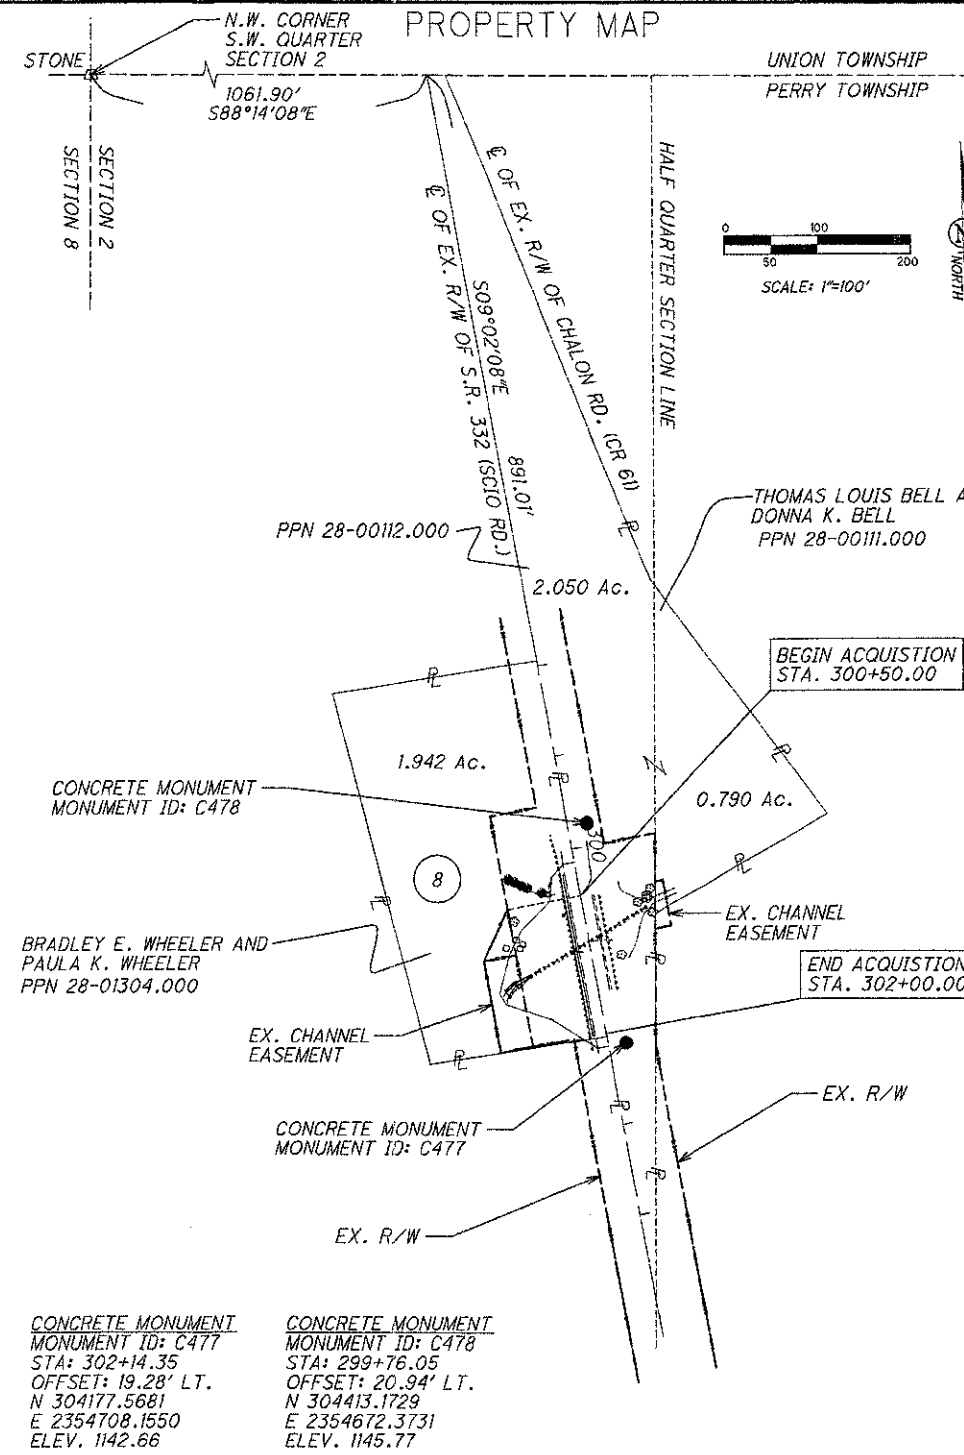 PROPERTY MAP
N.W. CORNER
S.W. QUARTER
SECTION 2
STONE
1061.90'
S88°14'08"E
UNION TOWNSHIP
PERRY TOWNSHIP
SECTION 2
SECTION 8
HALF QUARTER SECTION LINE
0 100
50 200
SCALE: 1"=100'
N
NORTH
℄ OF EX. R/W OF CHALON RD. (CR 61)
S09°02'08"E 891.01'
℄ OF EX. R/W OF S.R. 332 (SCIO RD.)
PPN 28-00112.000
2.050 Ac.
THOMAS LOUIS BELL A
DONNA K. BELL
PPN 28-00111.000
BEGIN ACQUISTION
STA. 300+50.00
1.942 Ac.
0.790 Ac.
CONCRETE MONUMENT
MONUMENT ID: C478
300
8
BRADLEY E. WHEELER AND
PAULA K. WHEELER
PPN 28-01304.000
EX. CHANNEL
EASEMENT
END ACQUISTION
STA. 302+00.00
EX. CHANNEL
EASEMENT
EX. R/W
CONCRETE MONUMENT
MONUMENT ID: C477
EX. R/W
CONCRETE MONUMENT
MONUMENT ID: C477
STA: 302+14.35
OFFSET: 19.28' LT.
N 304177.5681
E 2354708.1550
ELEV. 1142.66
CONCRETE MONUMENT
MONUMENT ID: C478
STA: 299+76.05
OFFSET: 20.94' LT.
N 304413.1729
E 2354672.3731
ELEV. 1145.77